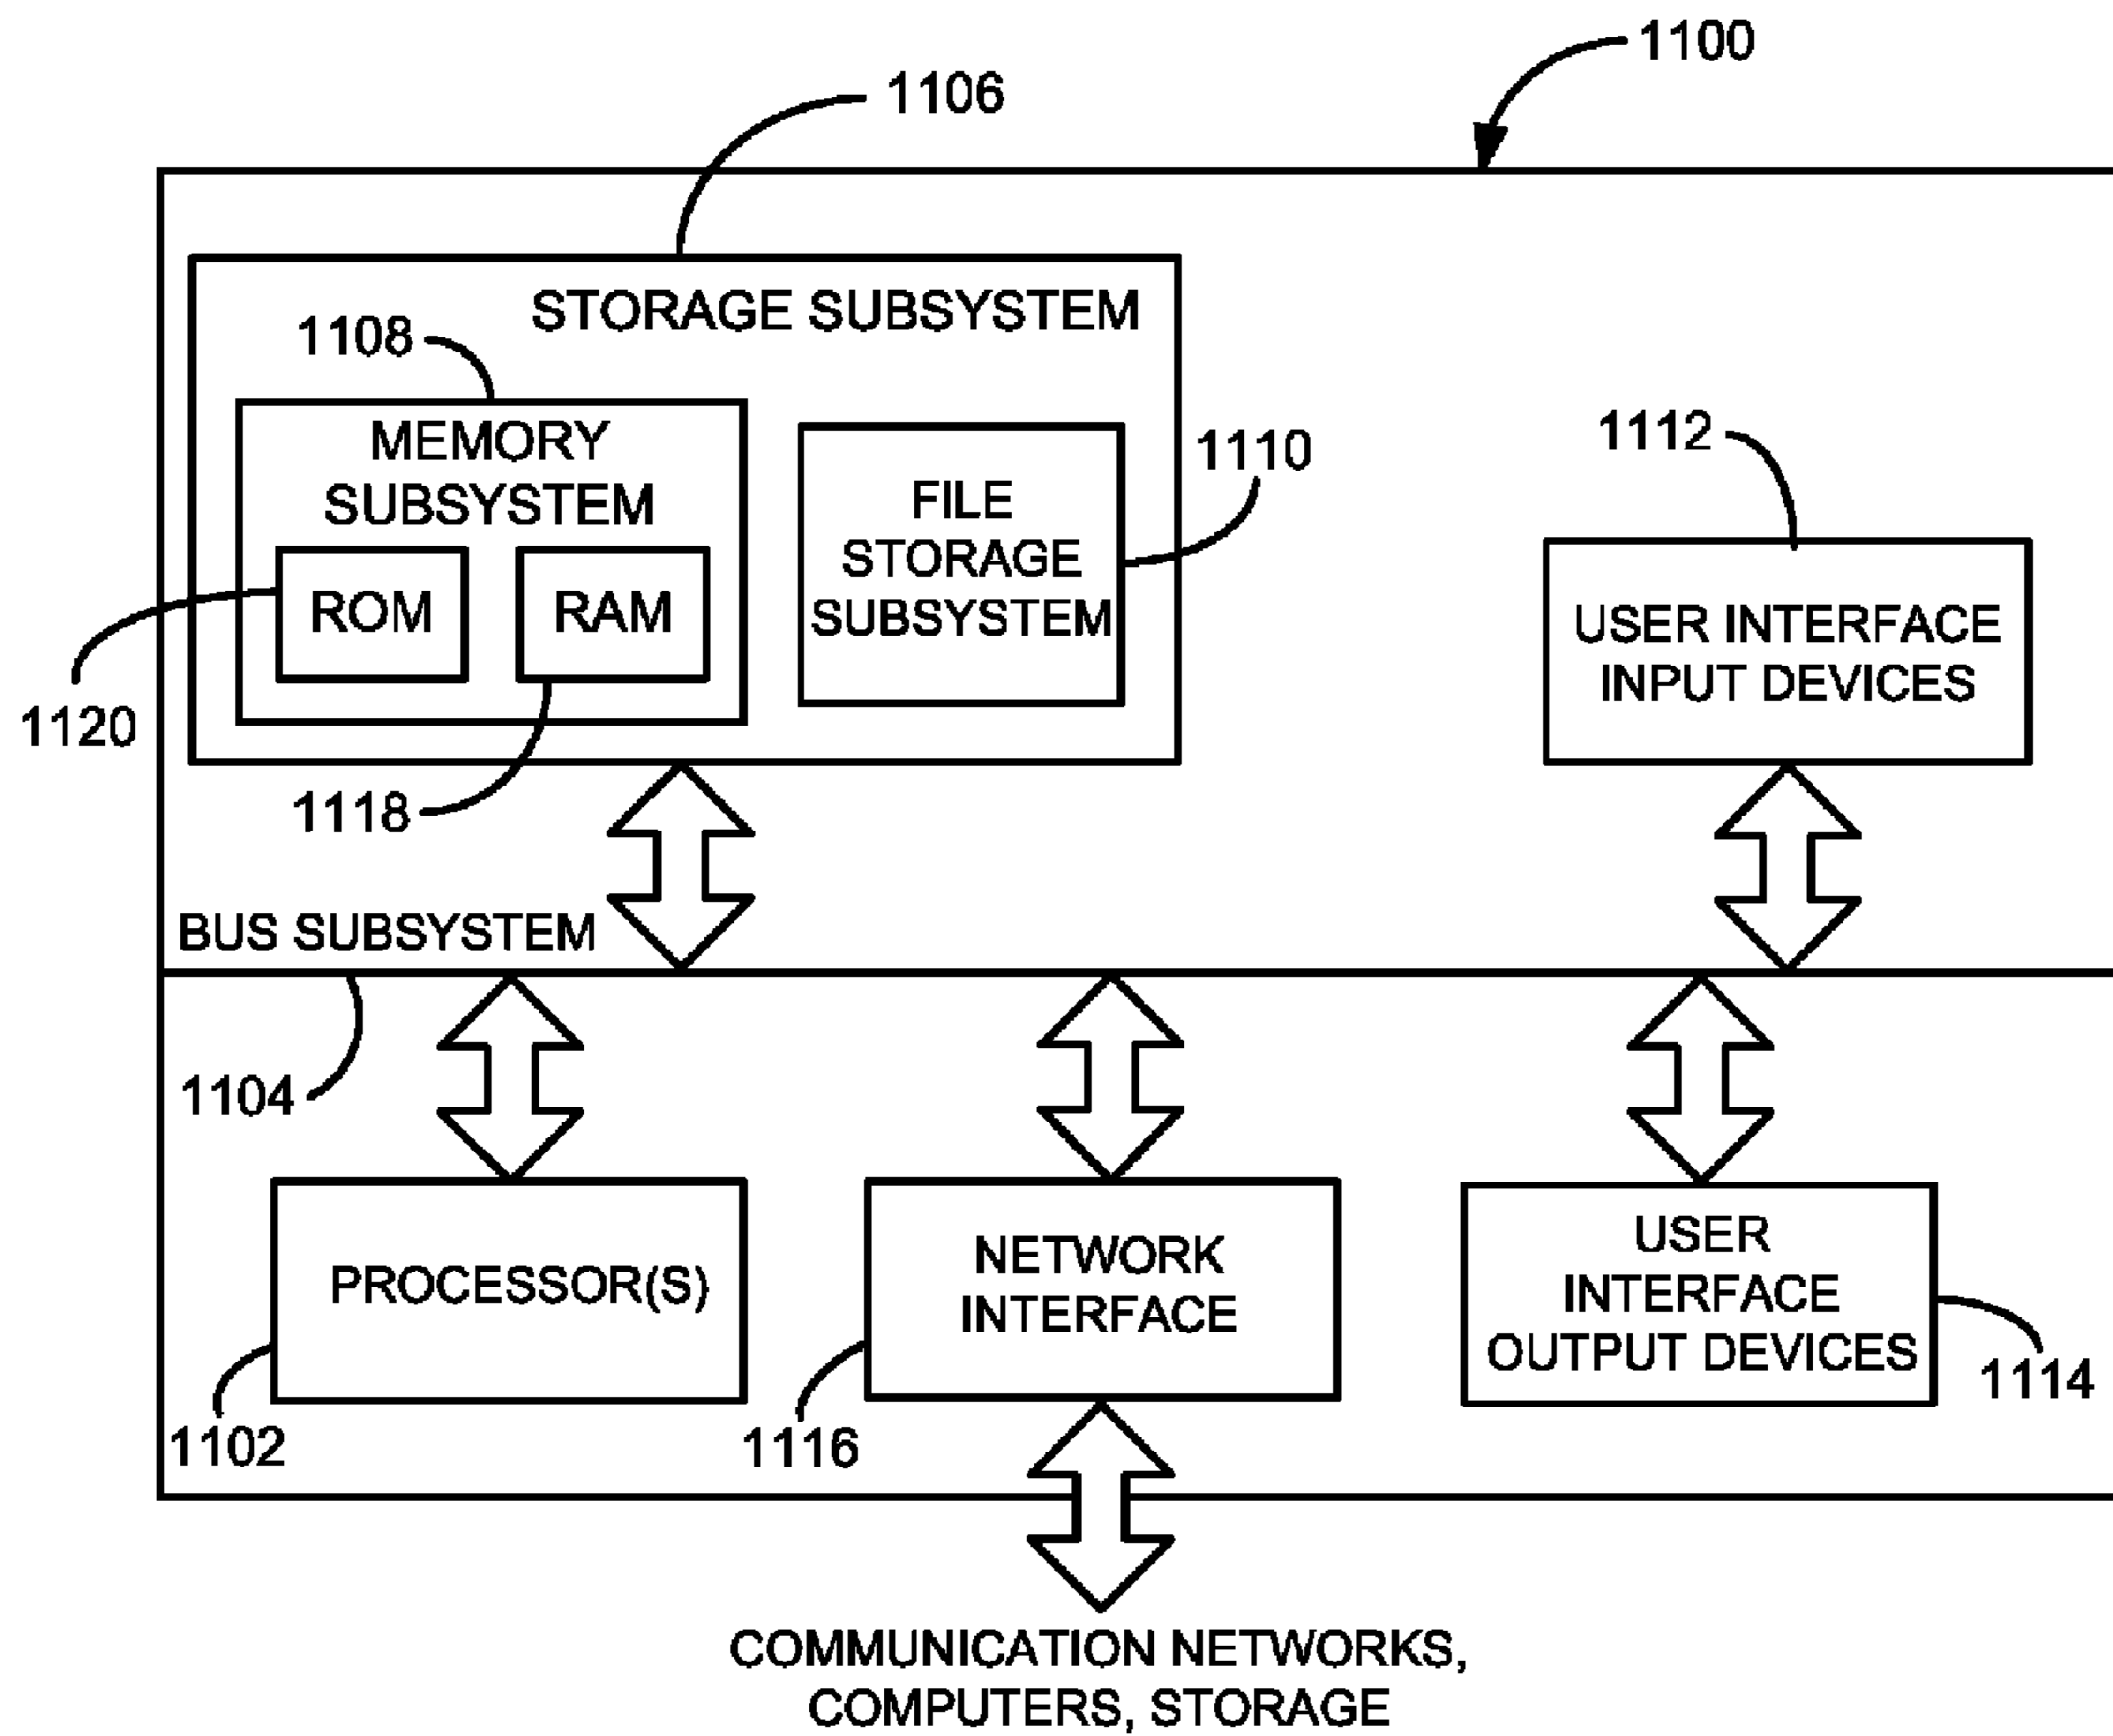 1100
1106
STORAGE SUBSYSTEM
1108
MEMORY
SUBSYSTEM
ROM
RAM
FILE
STORAGE
SUBSYSTEM
1110
1112
USER INTERFACE
INPUT DEVICES
1120
1118
BUS SUBSYSTEM
1104
PROCESSOR(S)
1102
NETWORK
INTERFACE
1116
USER
INTERFACE
OUTPUT DEVICES
1114
COMMUNICATION NETWORKS,
COMPUTERS, STORAGE